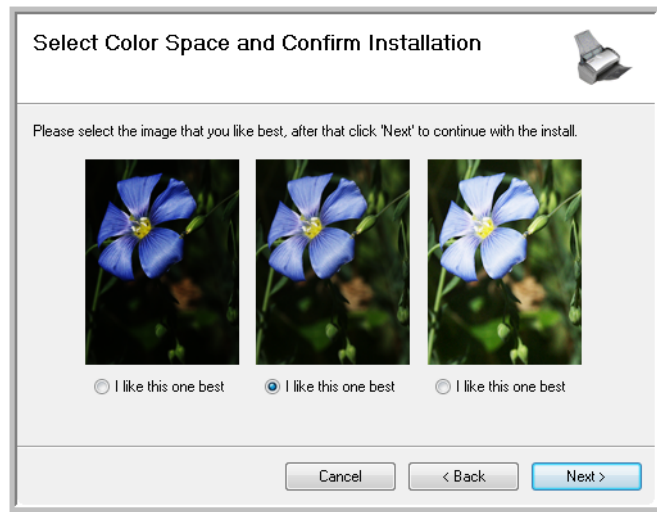 Select Color Space and Confirm Installation
Please select the image that you like best, after that click 'Next' to continue with the install.
I like this one best
I like this one best
I like this one best
Cancel
< Back
Next >